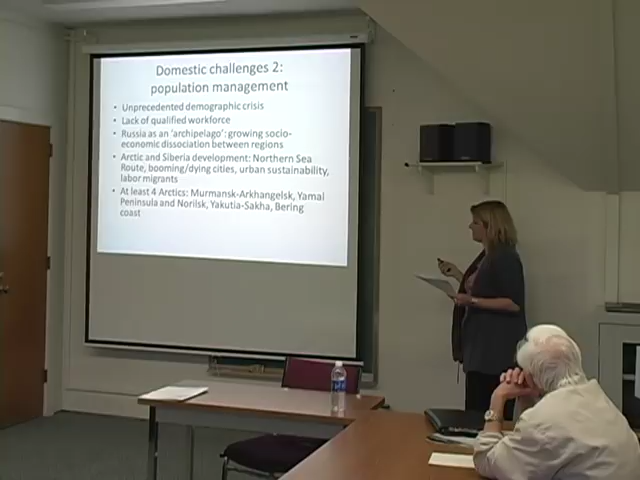 Domestic challenges 2:
population management
• Unprecedented demographic crisis
• Lack of qualified workforce
• Russia as an 'archipelago': growing socio-
economic dissociation between regions
• Arctic and Siberia development: Northern Sea
Route, booming/dying cities, urban sustainability,
labor migrants
• At least 4 Arctics: Murmansk-Arkhangelsk, Yamal
Peninsula and Norilsk, Yakutia-Sakha, Bering
coast